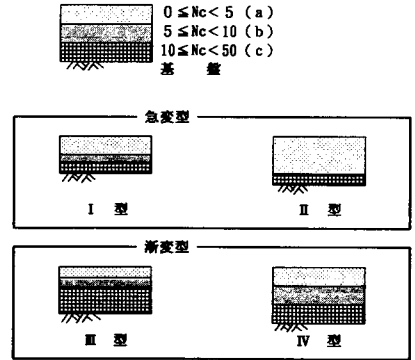 0≦Nc<5 (a)
5≦Nc<10 (b)
10≦Nc<50 (c)
基 盤
急変型
Ⅰ 型
Ⅱ 型
漸変型
Ⅲ 型
Ⅳ 型